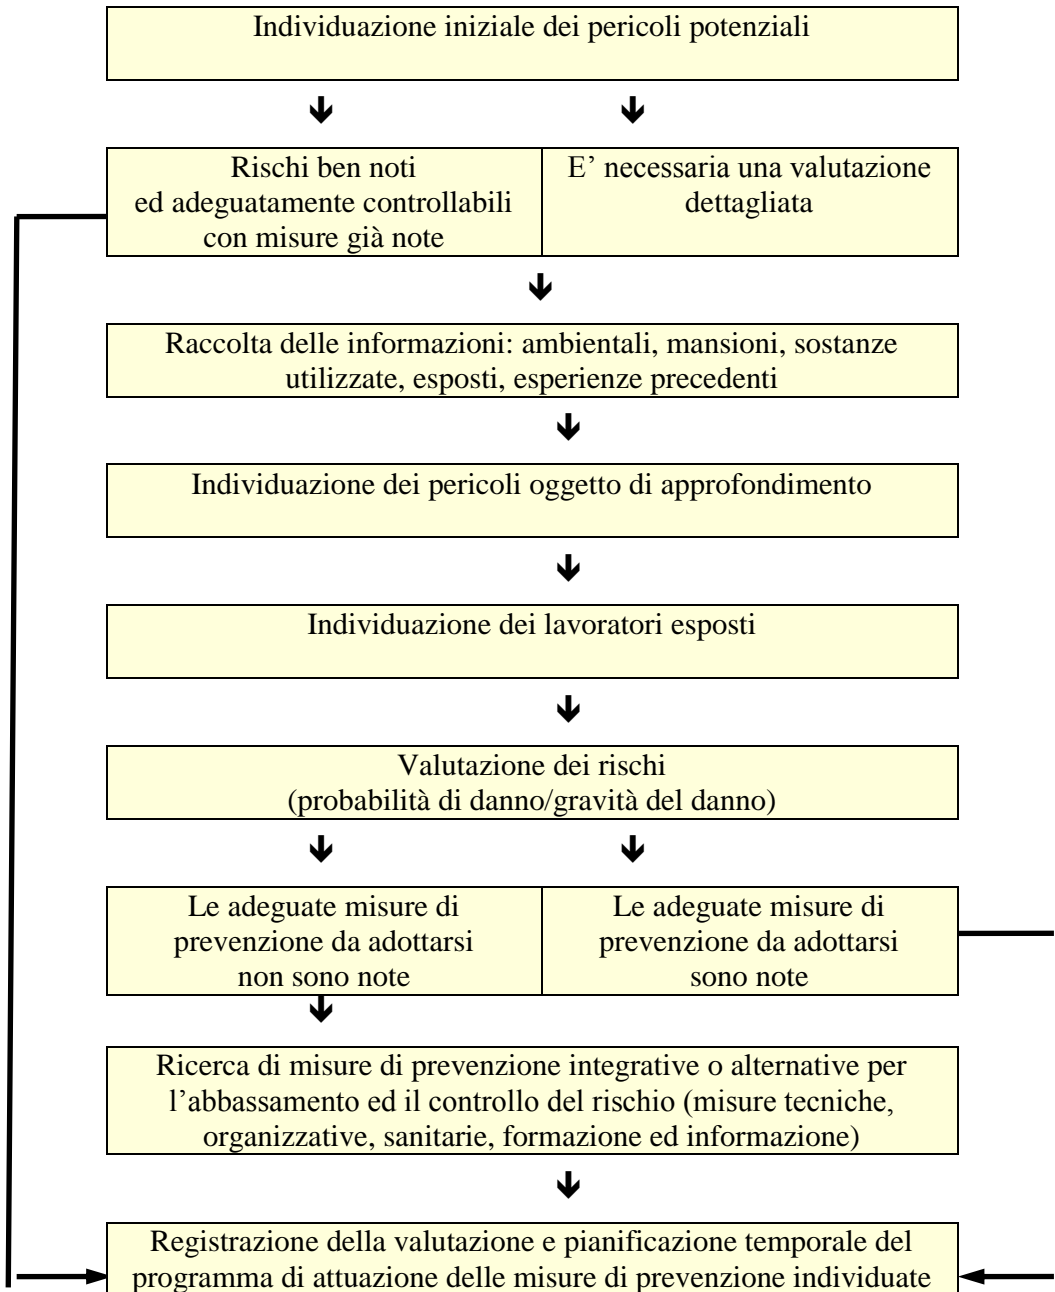 Individuazione iniziale dei pericoli potenziali
Rischi ben noti
ed adeguatamente controllabili
con misure già note
E’ necessaria una valutazione
dettagliata
Raccolta delle informazioni: ambientali, mansioni, sostanze
utilizzate, esposti, esperienze precedenti
Individuazione dei pericoli oggetto di approfondimento
Individuazione dei lavoratori esposti
Valutazione dei rischi
(probabilità di danno/gravità del danno)
Le adeguate misure di
prevenzione da adottarsi
non sono note
Le adeguate misure di
prevenzione da adottarsi
sono note
Ricerca di misure di prevenzione integrative o alternative per
l’abbassamento ed il controllo del rischio (misure tecniche,
organizzative, sanitarie, formazione ed informazione)
Registrazione della valutazione e pianificazione temporale del
programma di attuazione delle misure di prevenzione individuate